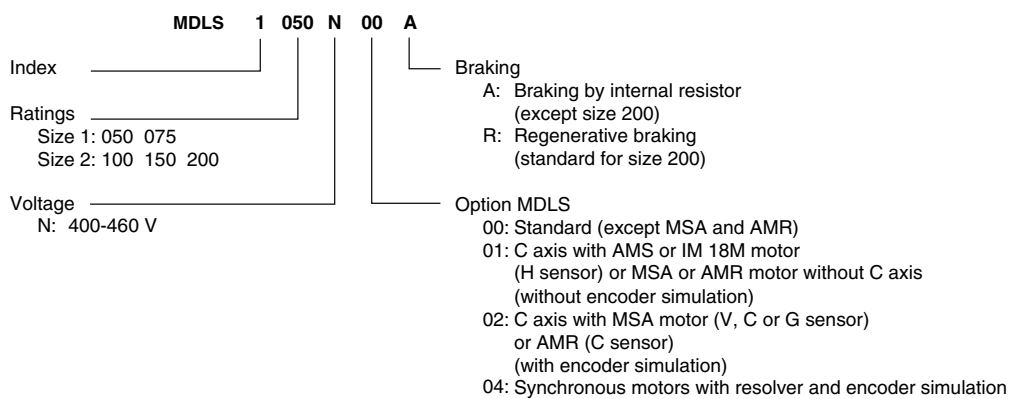 MDLS 1 050 N 00 A
Index
Ratings
Size 1: 050 075
Size 2: 100 150 200
Voltage
N: 400-460 V
Braking
A: Braking by internal resistor
(except size 200)
R: Regenerative braking
(standard for size 200)
Option MDLS
00: Standard (except MSA and AMR)
01: C axis with AMS or IM 18M motor
(H sensor) or MSA or AMR motor without C axis
(without encoder simulation)
02: C axis with MSA motor (V, C or G sensor)
or AMR (C sensor)
(with encoder simulation)
04: Synchronous motors with resolver and encoder simulation